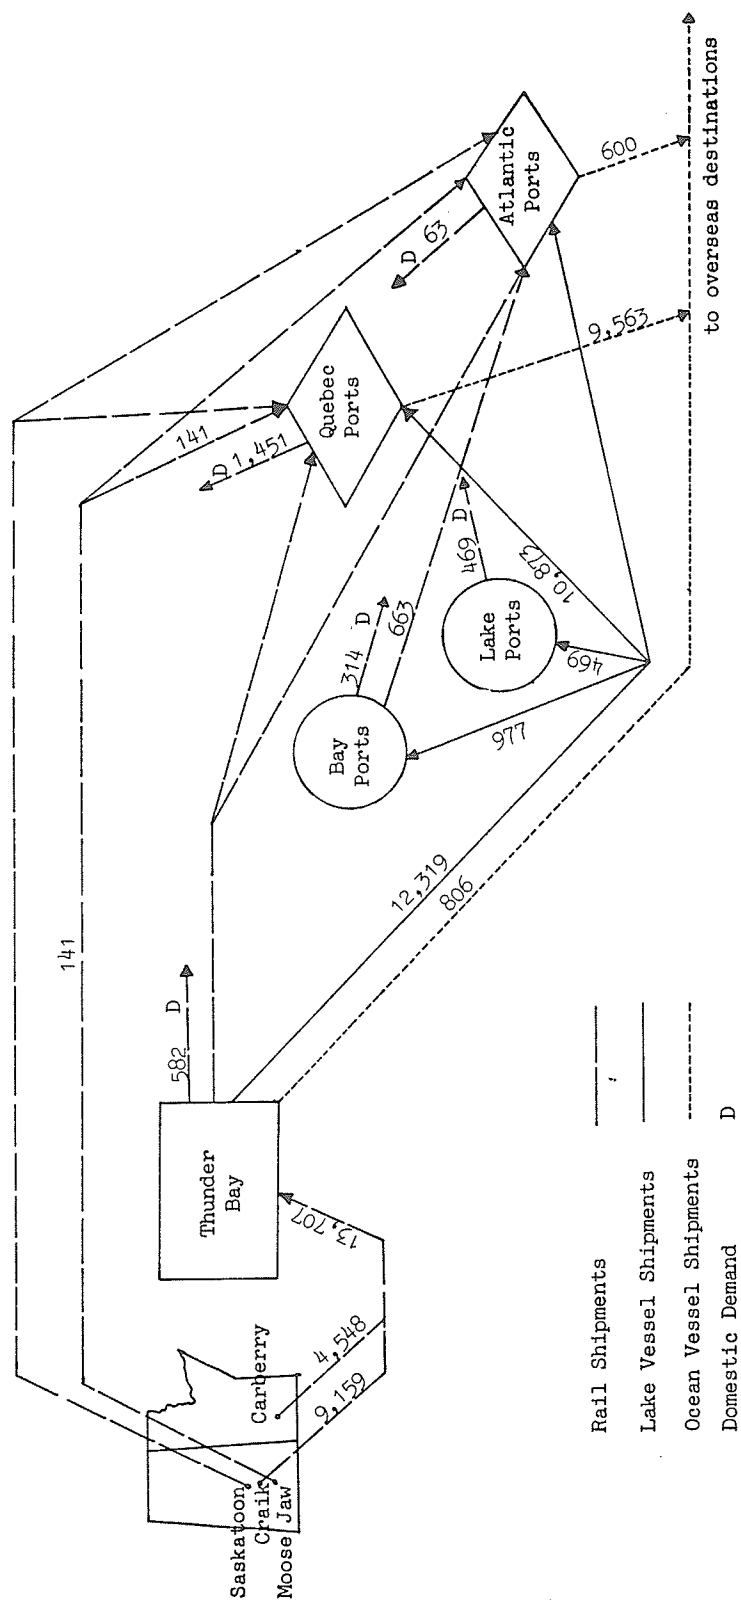 Saskatoon
Craik
Moose Jaw
Carberry
9,159
4,548
13,707
Thunder
Bay
582 D
141
12,319
806
Bay
Ports
977
314 D
663
Lake
Ports
469
469 D
10,873
Quebec
Ports
141
D 1,451
9,563
Atlantic
Ports
D 63
600
to overseas destinations
Rail Shipments
Lake Vessel Shipments
Ocean Vessel Shipments
Domestic Demand D